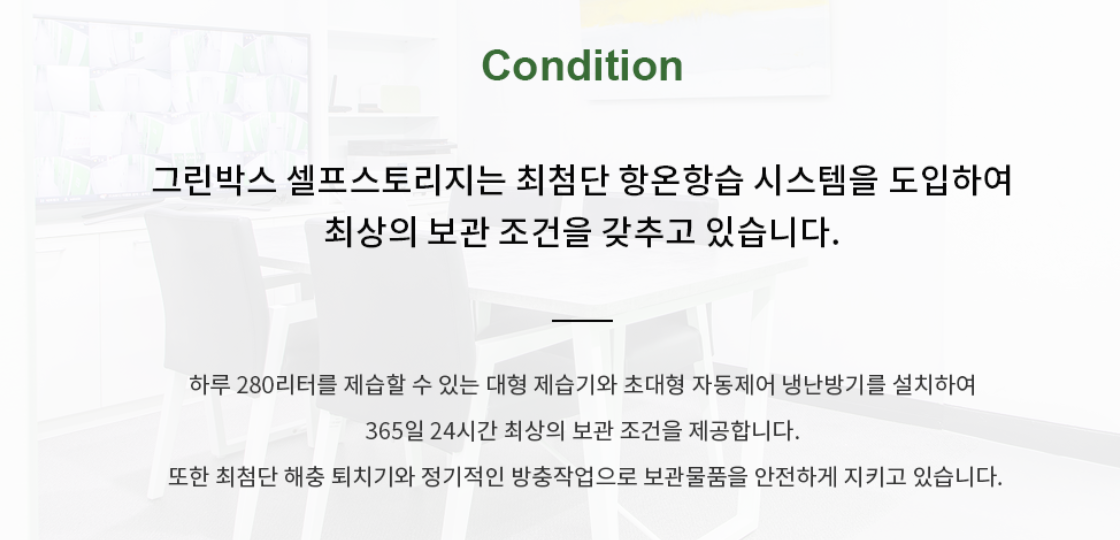 Condition
그린박스 셀프스토리지는 최첨단 항온항습 시스템을 도입하여
최상의 보관 조건을 갖추고 있습니다.
하루 280리터를 제습할 수 있는 대형 제습기와 초대형 자동제어 냉난방기를 설치하여
365일 24시간 최상의 보관 조건을 제공합니다.
또한 최첨단 해충 퇴치기와 정기적인 방충작업으로 보관물품을 안전하게 지키고 있습니다.